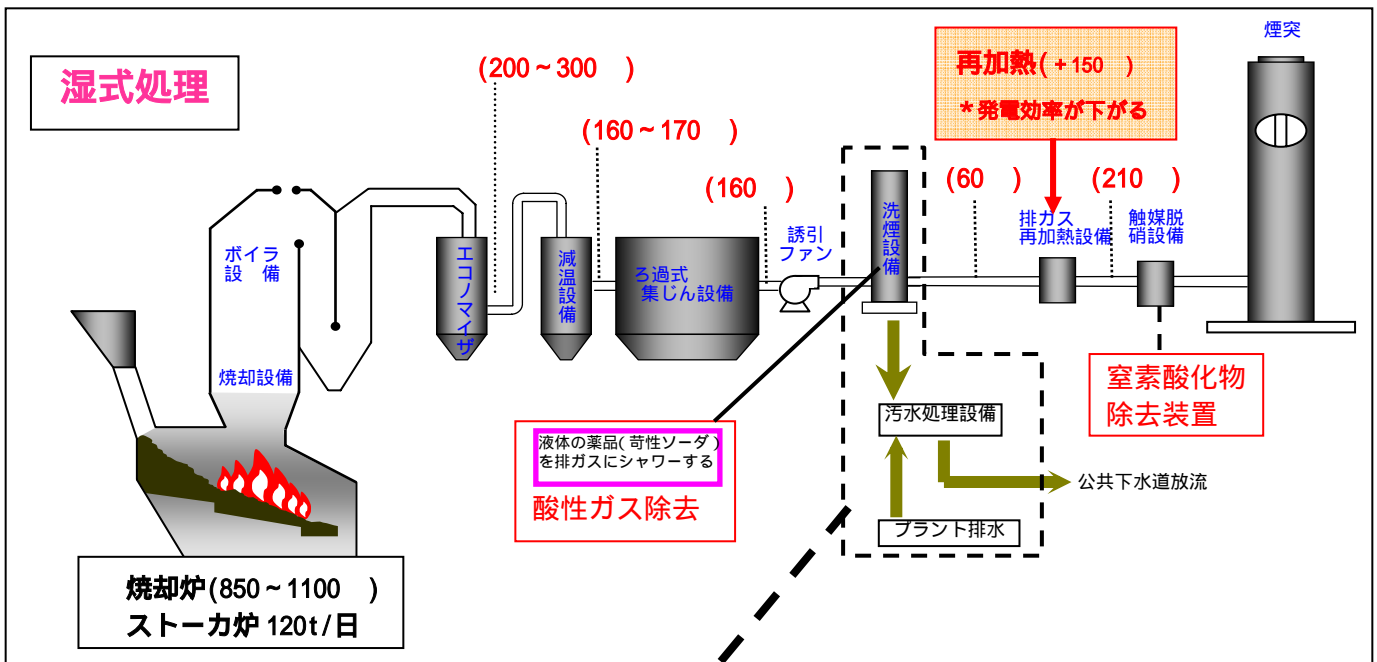 湿式処理
(200～300　)
(160～170　)
(160　)
再加熱(+150　)
*発電効率が下がる
煙突
(60　)
(210　)
ボイラ
設　備
エコノマイザ
減温設備
ろ過式
集じん設備
誘引
ファン
洗煙設備
排ガス
再加熱設備
触媒脱
硝設備
焼却設備
窒素酸化物
除去装置
液体の薬品(苛性ソーダ)
を排ガスにシャワーする
酸性ガス除去
汚水処理設備
公共下水道放流
プラント排水
焼却炉(850～1100　)
ストーカ炉 120t/日